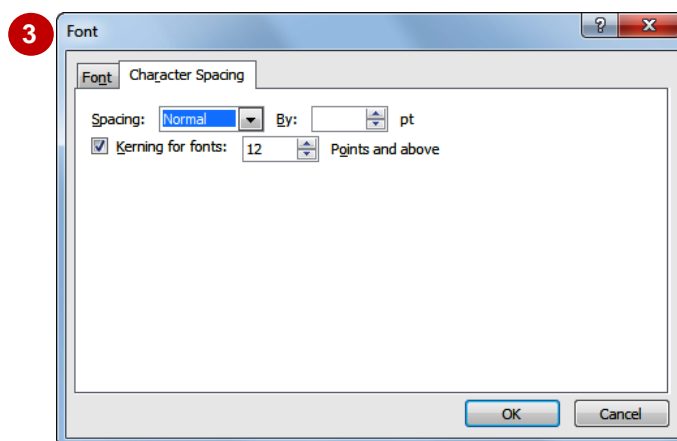 3
Font
?
Font Character Spacing
Spacing: Normal By: pt
Kerning for fonts: 12 Points and above
OK Cancel